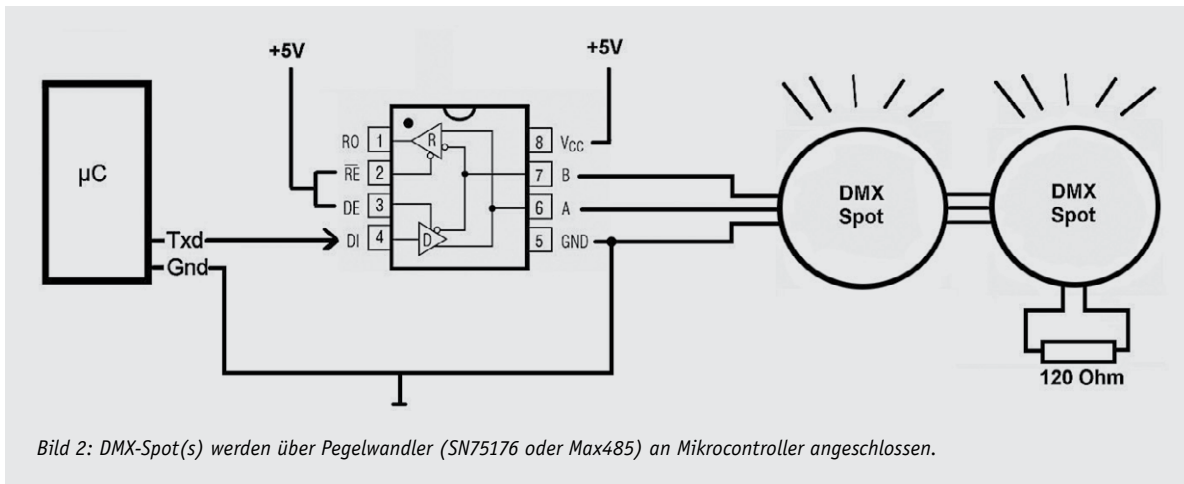 +5V
+5V
µC
Txd
Gnd
RO 1
R̅E̅ 2
DE 3
DI 4
R
D
8 Vcc
7 B
6 A
5 GND
DMX
Spot
DMX
Spot
120 Ohm
Bild 2: DMX-Spot(s) werden über Pegelwandler (SN75176 oder Max485) an Mikrocontroller angeschlossen.